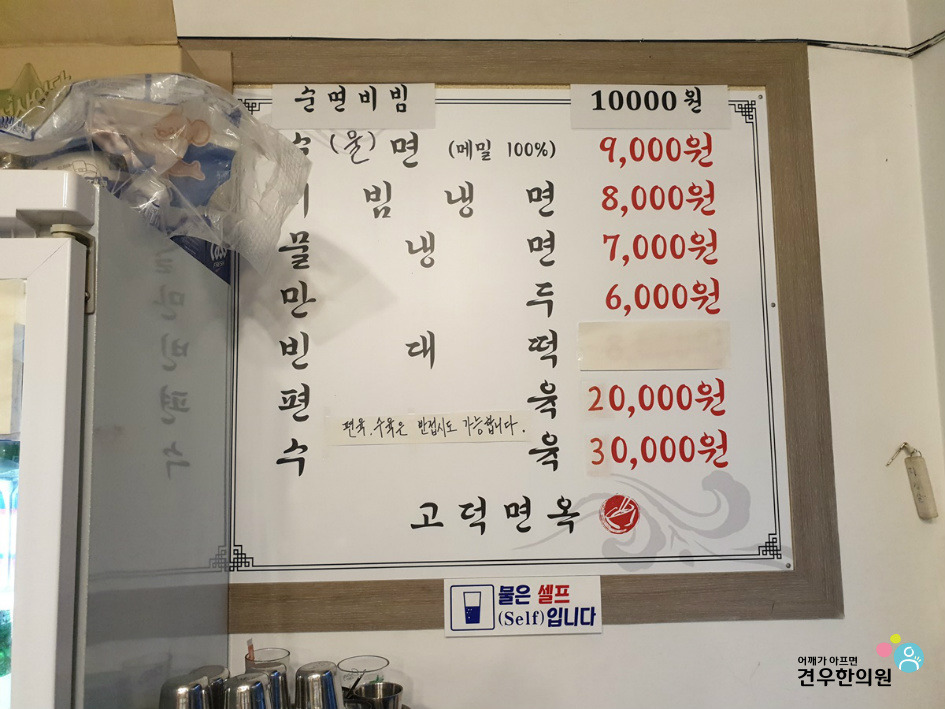 순면비빔 10000원
(물)면 (메밀 100%) 9,000원
빔냉면 8,000원
물냉면 7,000원
만두 6,000원
빈대떡
편육 20,000원
편육, 수육은 반접시도 가능합니다.
수육 30,000원
고덕면옥
물은 셀프
(Self)입니다
어깨가 아프면
견우한의원